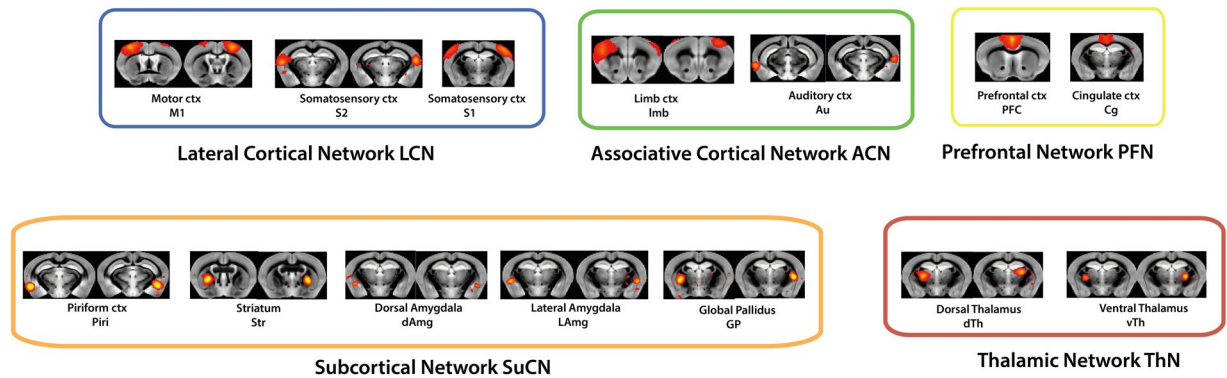 Motor ctx
M1
Somatosensory ctx
S2
Somatosensory ctx
S1
Lateral Cortical Network LCN
Limb ctx
lmb
Auditory ctx
Au
Associative Cortical Network ACN
Prefrontal ctx
PFC
Cingulate ctx
Cg
Prefrontal Network PFN
Piriform ctx
Piri
Striatum
Str
Dorsal Amygdala
dAmg
Lateral Amygdala
LAmg
Global Pallidus
GP
Subcortical Network SuCN
Dorsal Thalamus
dTh
Ventral Thalamus
vTh
Thalamic Network ThN